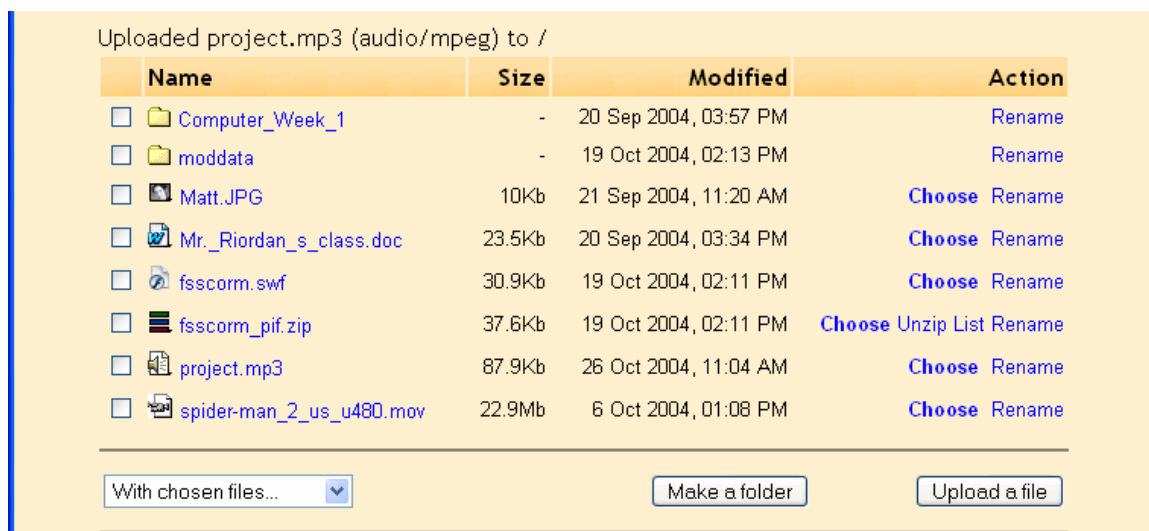 Uploaded project.mp3 (audio/mpeg) to /
Name Size Modified Action
Computer_Week_1 - 20 Sep 2004, 03:57 PM Rename
moddata - 19 Oct 2004, 02:13 PM Rename
Matt.JPG 10Kb 21 Sep 2004, 11:20 AM Choose Rename
Mr._Riordan_s_class.doc 23.5Kb 20 Sep 2004, 03:34 PM Choose Rename
fsscorm.swf 30.9Kb 19 Oct 2004, 02:11 PM Choose Rename
fsscorm_pif.zip 37.6Kb 19 Oct 2004, 02:11 PM Choose Unzip List Rename
project.mp3 87.9Kb 26 Oct 2004, 11:04 AM Choose Rename
spider-man_2_us_u480.mov 22.9Mb 6 Oct 2004, 01:08 PM Choose Rename
With chosen files... Make a folder Upload a file